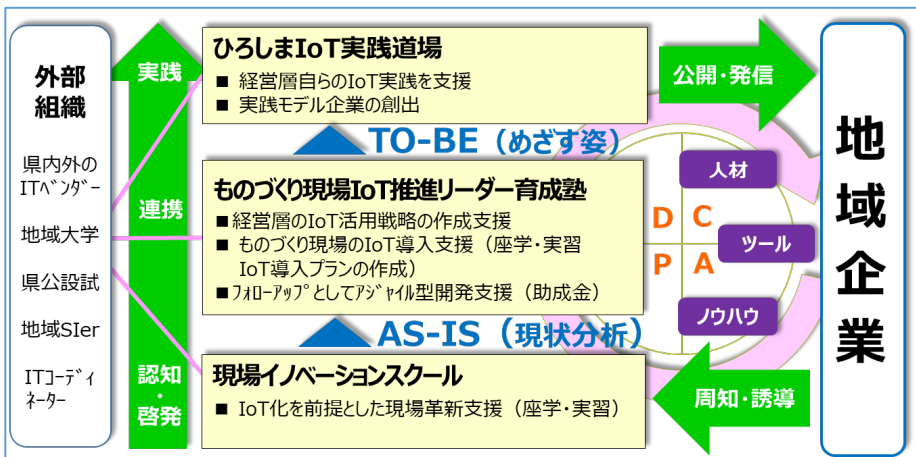 外部
組織
県内外の
ITﾍﾞﾝﾀﾞｰ
地域大学
県公設試
地域SIer
ITｺｰﾃﾞｨ
ﾈｰﾀｰ
実践
連携
認知
・
啓発
ひろしまIoT実践道場
■ 経営層自らのIoT実践を支援
■ 実践モデル企業の創出
TO-BE（めざす姿）
ものづくり現場IoT推進リーダー育成塾
■経営層のIoT活用戦略の作成支援
■ ものづくり現場のIoT導入支援（座学・実習
IoT導入プランの作成）
■ﾌｫﾛｰｱｯﾌﾟとしてｱｼﾞｬｲﾙ型開発支援（助成金）
AS-IS（現状分析）
現場イノベーションスクール
■ IoT化を前提とした現場革新支援（座学・実習）
公開・発信
人材
D C
ツール
P A
ノウハウ
周知・誘導
地
域
企
業